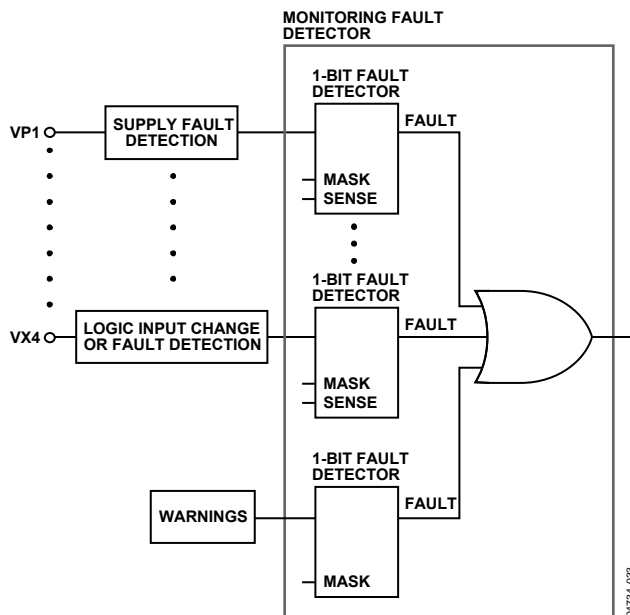 MONITORING FAULT
DETECTOR
1-BIT FAULT
DETECTOR
VP1
SUPPLY FAULT
DETECTION
FAULT
MASK
SENSE
1-BIT FAULT
DETECTOR
VX4
LOGIC INPUT CHANGE
OR FAULT DETECTION
FAULT
MASK
SENSE
1-BIT FAULT
DETECTOR
WARNINGS
FAULT
MASK